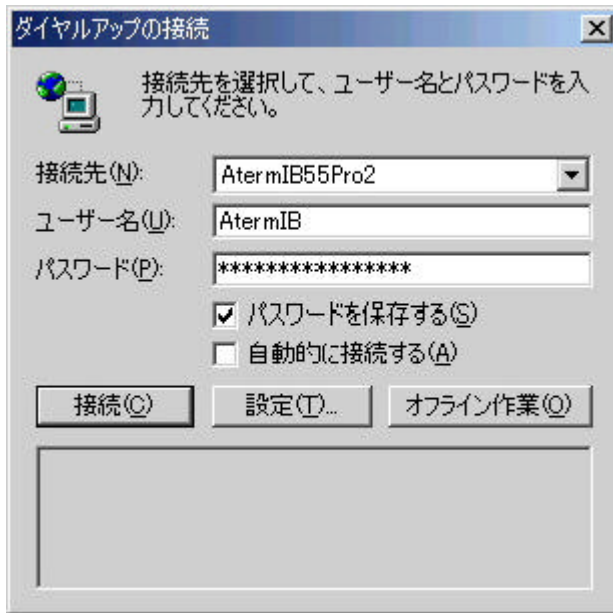 ダイヤルアップの接続
接続先を選択して、ユーザー名とパスワードを入
力してください。
接続先(N): AtermIB55Pro2
ユーザー名(U): AtermIB
パスワード(P): ****************
パスワードを保存する(S)
自動的に接続する(A)
接続(C) 設定(T)... オフライン作業(O)